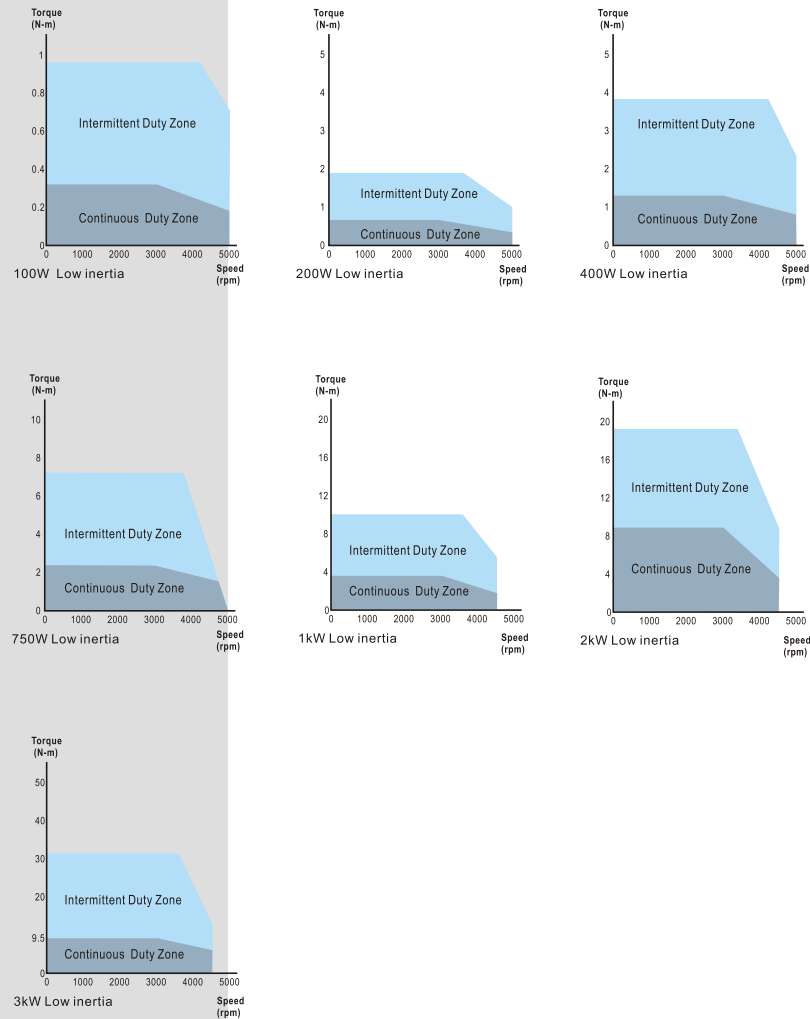 Torque
(N-m)
1
0.8
0.6
0.4
0.2
0
Intermittent Duty Zone
Continuous Duty Zone
0 1000 2000 3000 4000 5000
100W Low inertia
Speed
(rpm)
Torque
(N-m)
5
4
3
2
1
0
Intermittent Duty Zone
Continuous Duty Zone
0 1000 2000 3000 4000 5000
200W Low inertia
Speed
(rpm)
Torque
(N-m)
5
4
3
2
1
0
Intermittent Duty Zone
Continuous Duty Zone
0 1000 2000 3000 4000 5000
400W Low inertia
Speed
(rpm)
Torque
(N-m)
10
8
6
4
2
0
Intermittent Duty Zone
Continuous Duty Zone
0 1000 2000 3000 4000 5000
750W Low inertia
Speed
(rpm)
Torque
(N-m)
20
16
12
8
4
0
Intermittent Duty Zone
Continuous Duty Zone
0 1000 2000 3000 4000 5000
1kW Low inertia
Speed
(rpm)
Torque
(N-m)
20
16
12
8
4
0
Intermittent Duty Zone
Continuous Duty Zone
0 1000 2000 3000 4000 5000
2kW Low inertia
Speed
(rpm)
Torque
(N-m)
50
40
30
20
9.5
0
Intermittent Duty Zone
Continuous Duty Zone
0 1000 2000 3000 4000 5000
3kW Low inertia
Speed
(rpm)